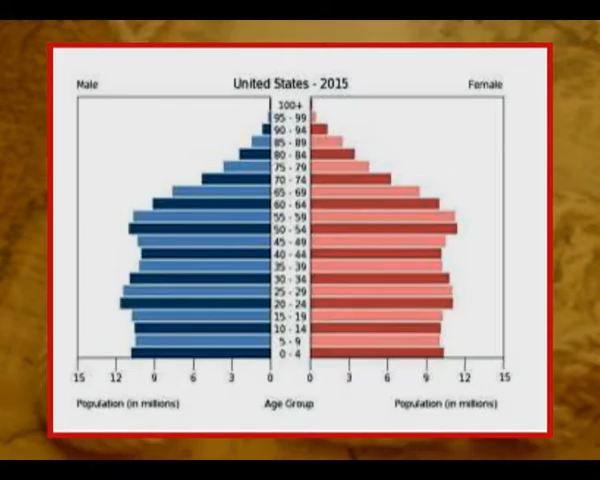 Male United States - 2015 Female
100+
95 - 99
90 - 94
85 - 89
80 - 84
75 - 79
70 - 74
65 - 69
60 - 64
55 - 59
50 - 54
45 - 49
40 - 44
35 - 39
30 - 34
25 - 29
20 - 24
15 - 19
10 - 14
5 - 9
0 - 4
15 12 9 6 3 0 0 3 6 9 12 15
Population (in millions) Age Group Population (in millions)